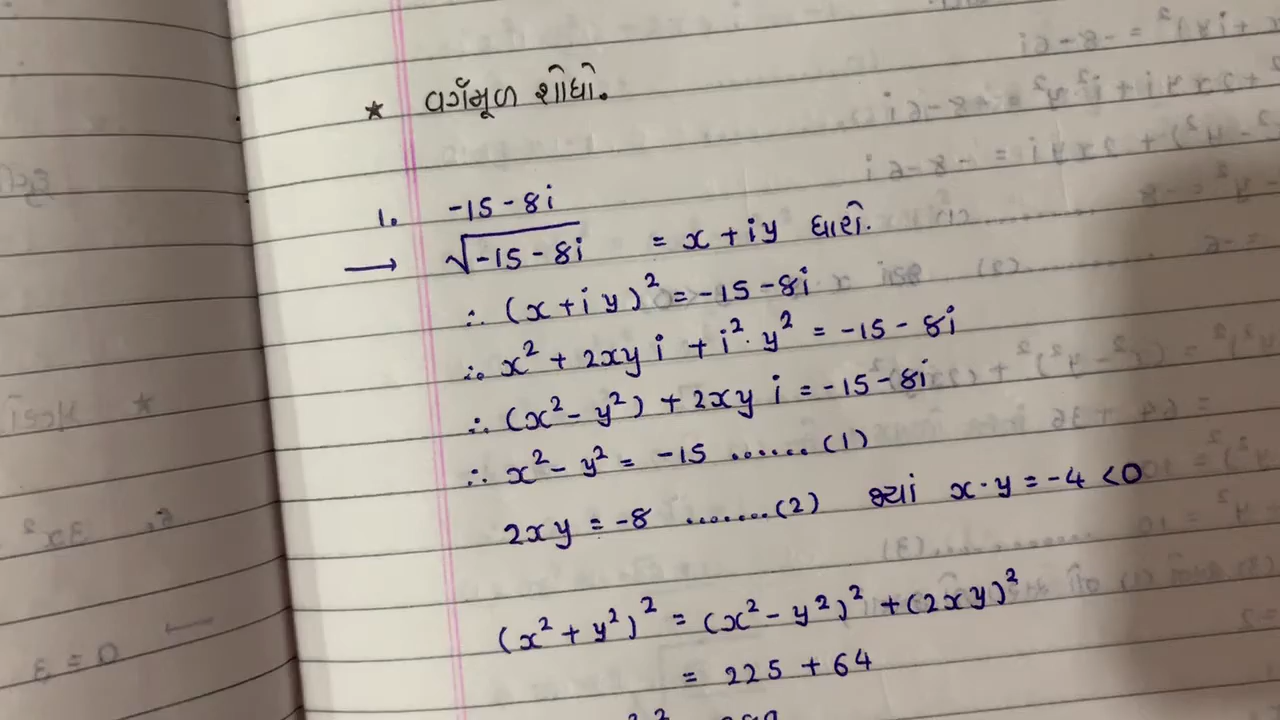 ★ વર્ગમૂળ શોધો.
1. -15 - 8i
→ √-15 - 8i = x + iy ધારો.
∴ (x + i y)² = -15 - 8i
∴ x² + 2xy i + i² · y² = -15 - 8i
∴ (x² - y²) + 2xy i = -15 - 8i
∴ x² - y² = -15 ...... (1)
2xy = -8 ....... (2) જ્યાં x · y = -4 < 0
(x² + y²)² = (x² - y²)² + (2xy)²
= 225 + 64